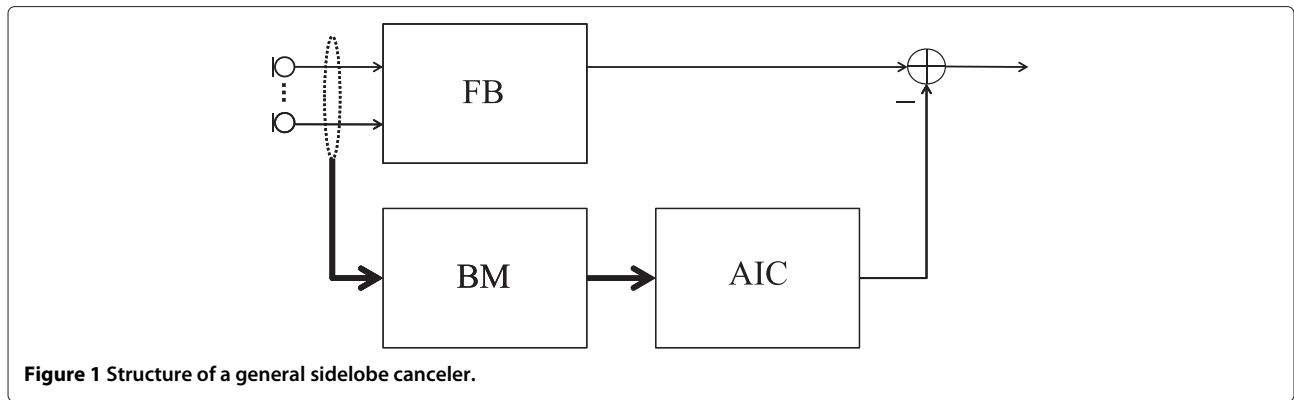 FB
−
BM
AIC
Figure 1 Structure of a general sidelobe canceler.